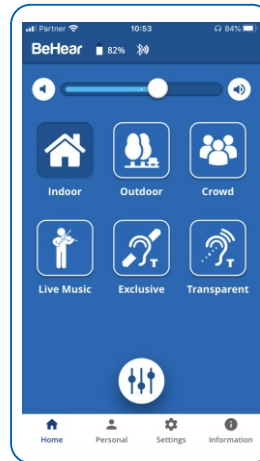 Partner 10:53 84%
BeHear 82%
Indoor Outdoor Crowd
Live Music Exclusive Transparent
T T
Home Personal Settings Information